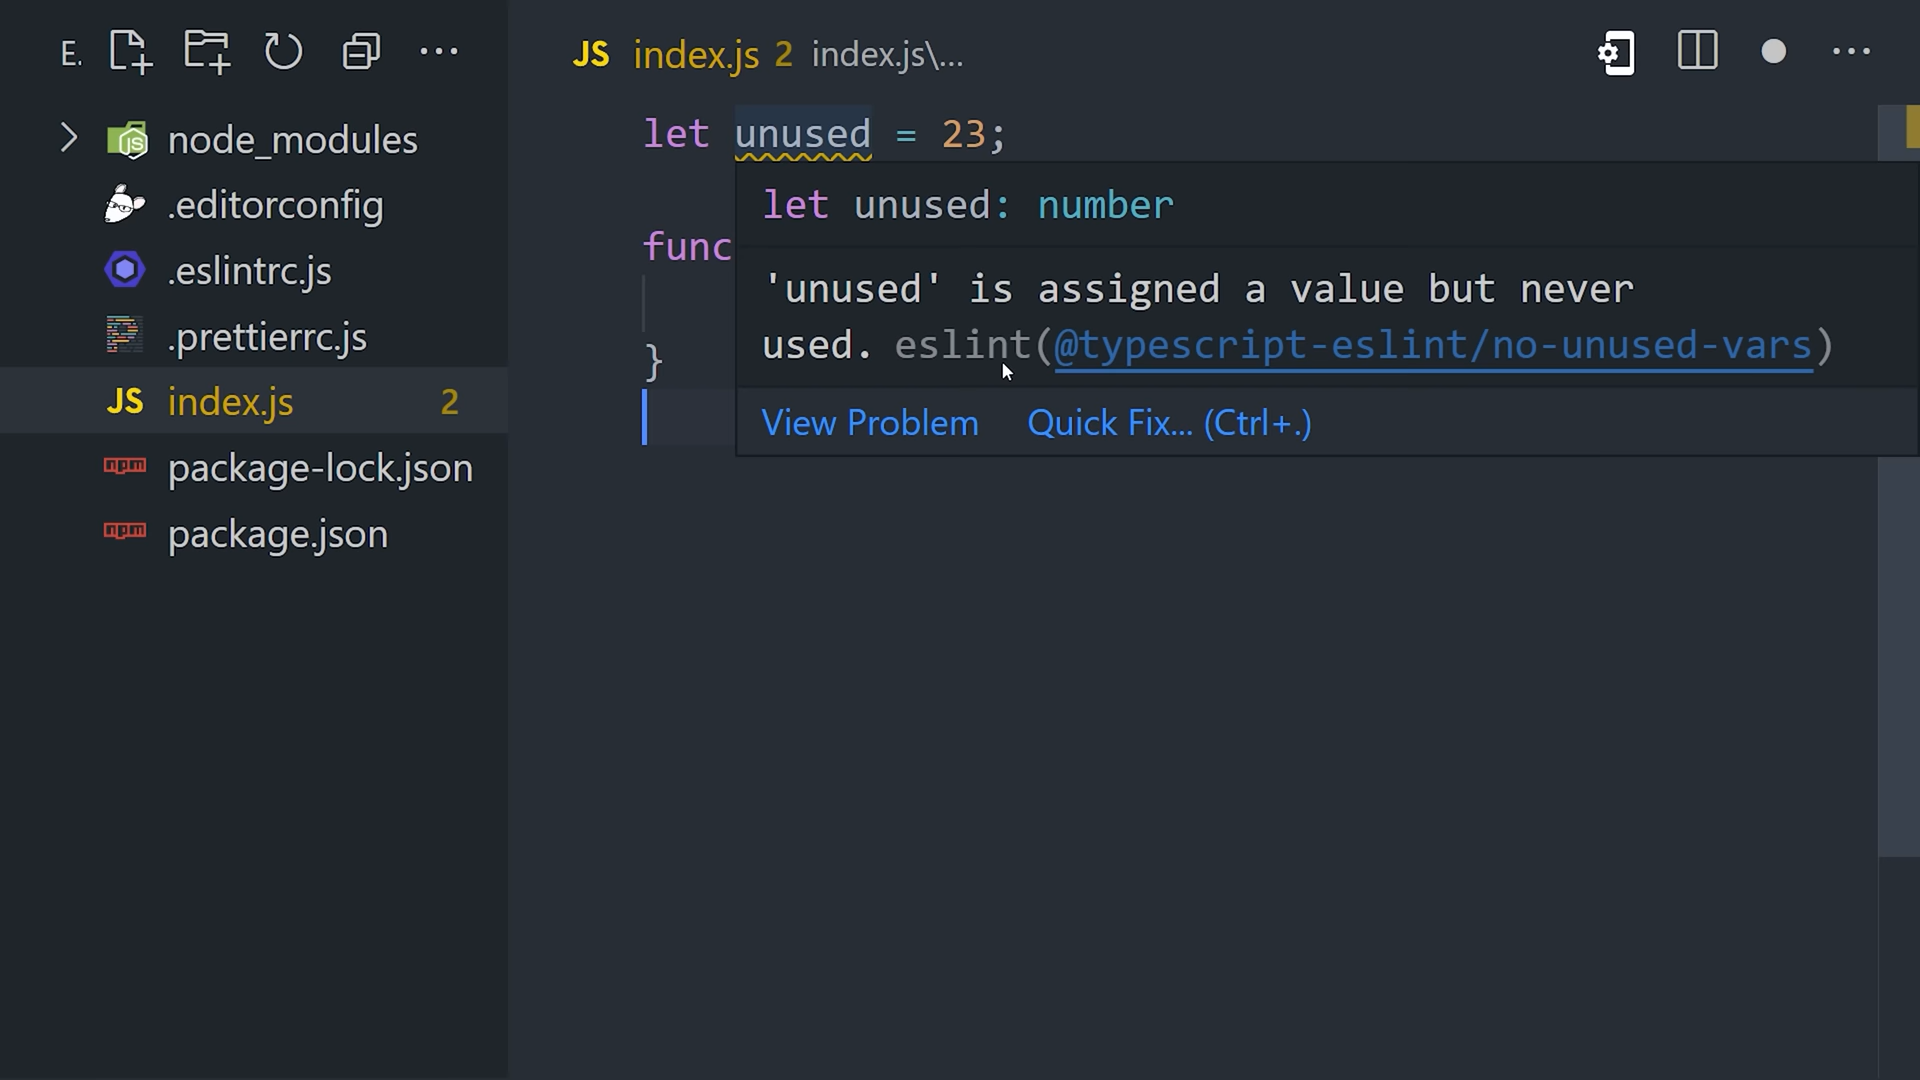 E.
node_modules
.editorconfig
.eslintrc.js
.prettierrc.js
JS index.js 2
npm package-lock.json
npm package.json
JS index.js 2 index.js\...
let unused = 23;
let unused: number
func
'unused' is assigned a value but never
used. eslint(@typescript-eslint/no-unused-vars)
}
View Problem Quick Fix... (Ctrl+.)